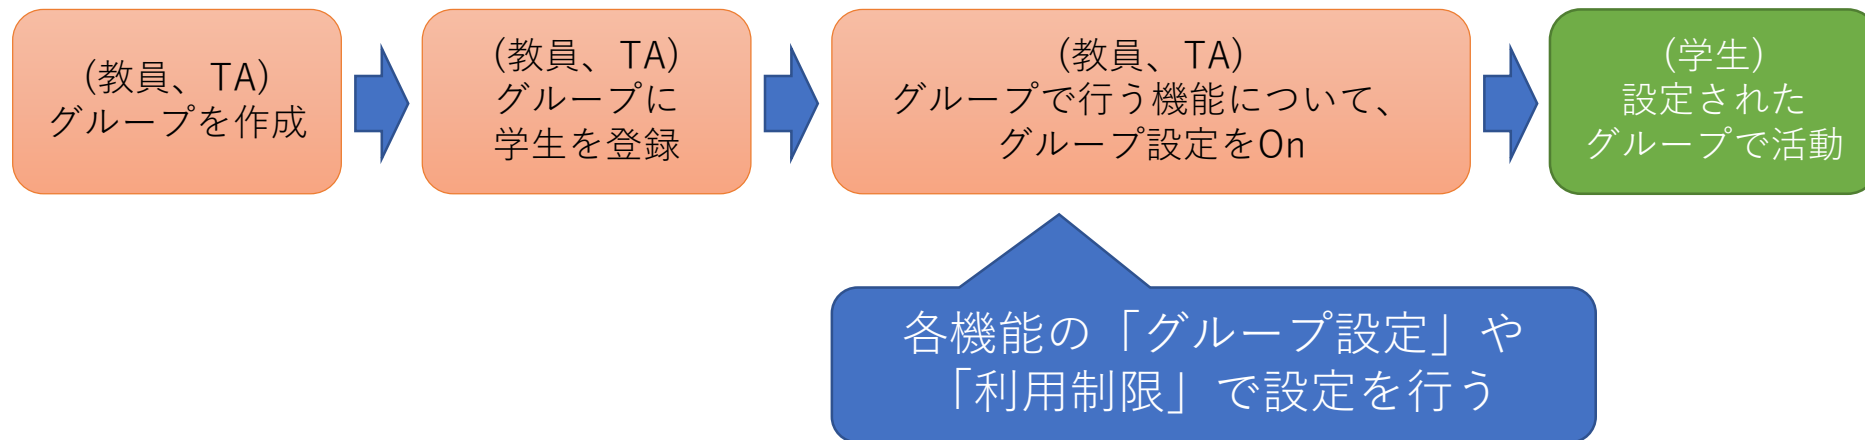 (教員、TA)
グループを作成
(教員、TA)
グループに
学生を登録
(教員、TA)
グループで行う機能について、
グループ設定をOn
(学生)
設定された
グループで活動
各機能の「グループ設定」や
「利用制限」で設定を行う